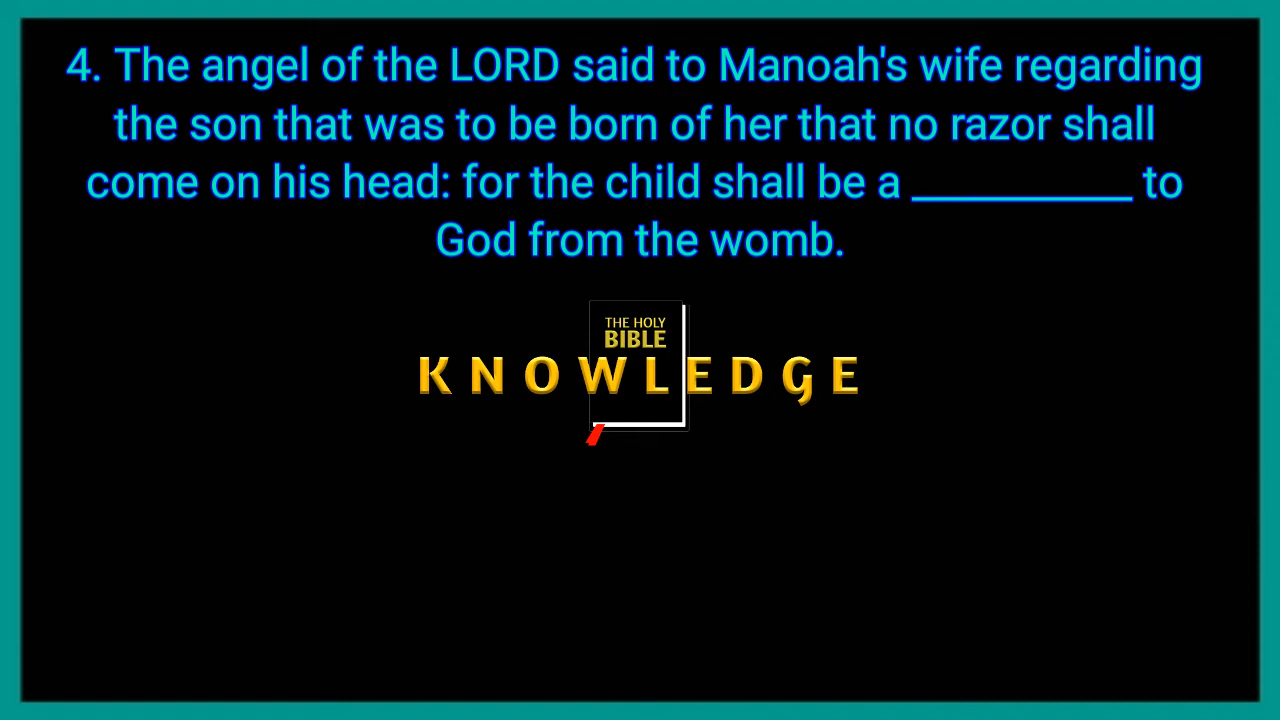 4. The angel of the LORD said to Manoah's wife regarding
the son that was to be born of her that no razor shall
come on his head: for the child shall be a __________ to
God from the womb.
THE HOLY
BIBLE
KNOWLEDGE